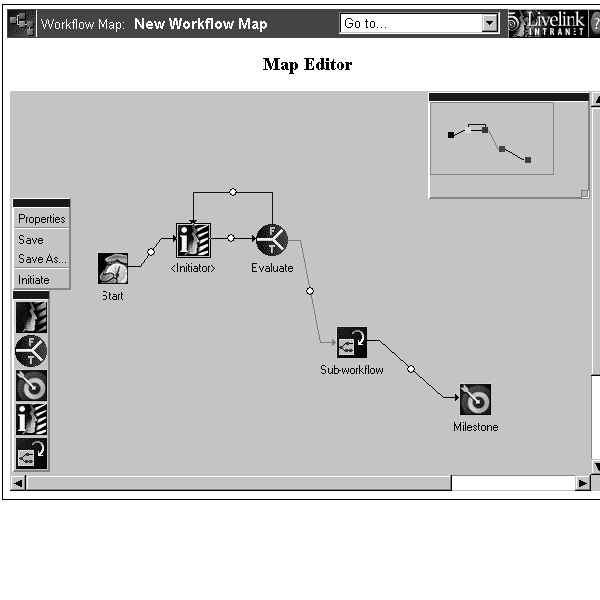 Workflow Map: New Workflow Map
Go to...
Livelink
INTRANET
?
Map Editor
Properties
Save
Save As...
Initiate
F
T
i
<Initiator>
F
T
Evaluate
Start
i
Sub-workflow
Milestone